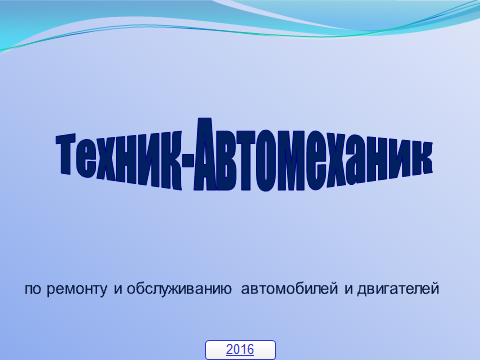 Техник-Автомеханик
по ремонту и обслуживанию автомобилей и двигателей
2016